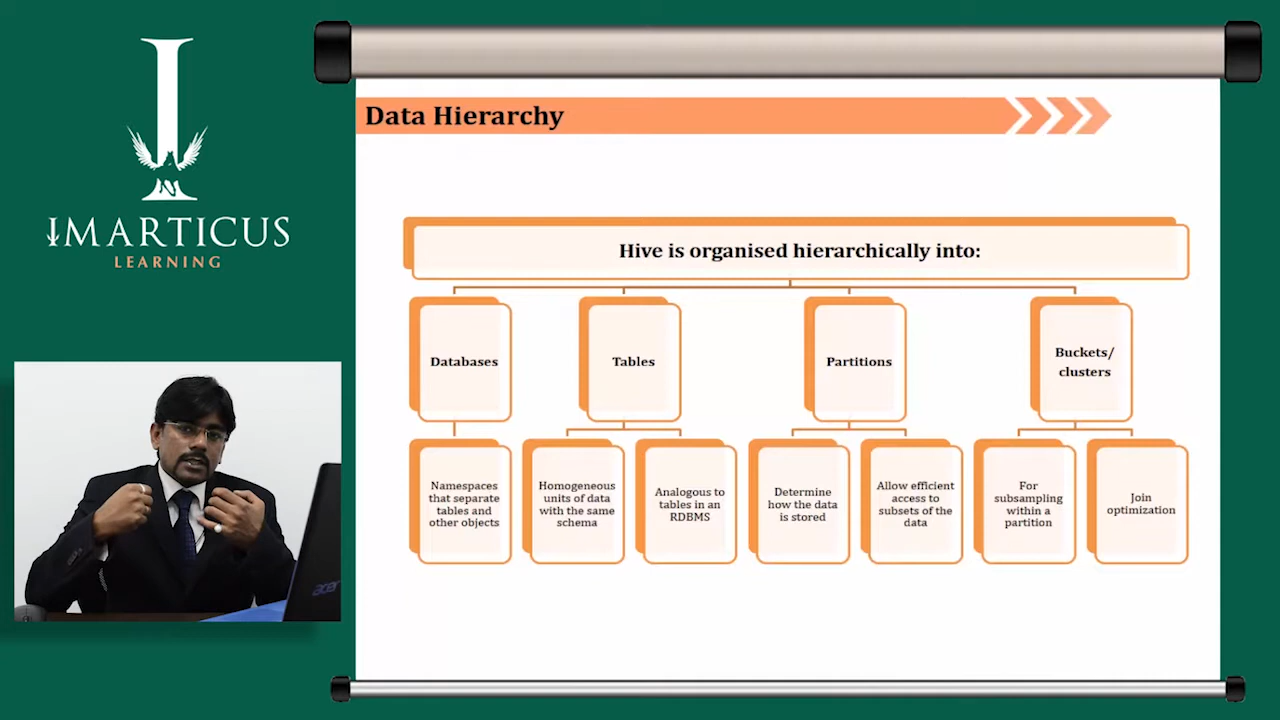 IMARTICUS
LEARNING
Data Hierarchy
Hive is organised hierarchically into:
Databases
Tables
Partitions
Buckets/
clusters
Namespaces
that separate
tables and
other objects
Homogeneous
units of data
with the same
schema
Analogous to
tables in an
RDBMS
Determine
how the data
is stored
Allow efficient
access to
subsets of the
data
For
subsampling
within a
partition
Join
optimization
acer